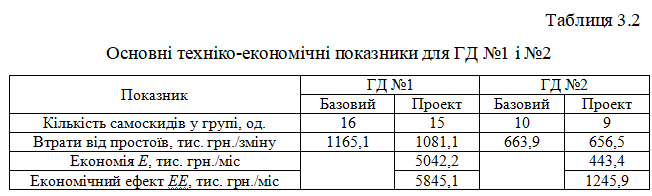 Таблиця 3.2
Основні техніко-економічні показники для ГД №1 і №2
Показник ГД №1 ГД №2
Базовий Проект Базовий Проект
Кількість самоскидів у групі, од. 16 15 10 9
Втрати від простоїв, тис. грн./зміну 1165,1 1081,1 663,9 656,5
Економія Е, тис. грн./міс 5042,2 443,4
Економічний ефект ЕЕ, тис. грн./міс 5845,1 1245,9